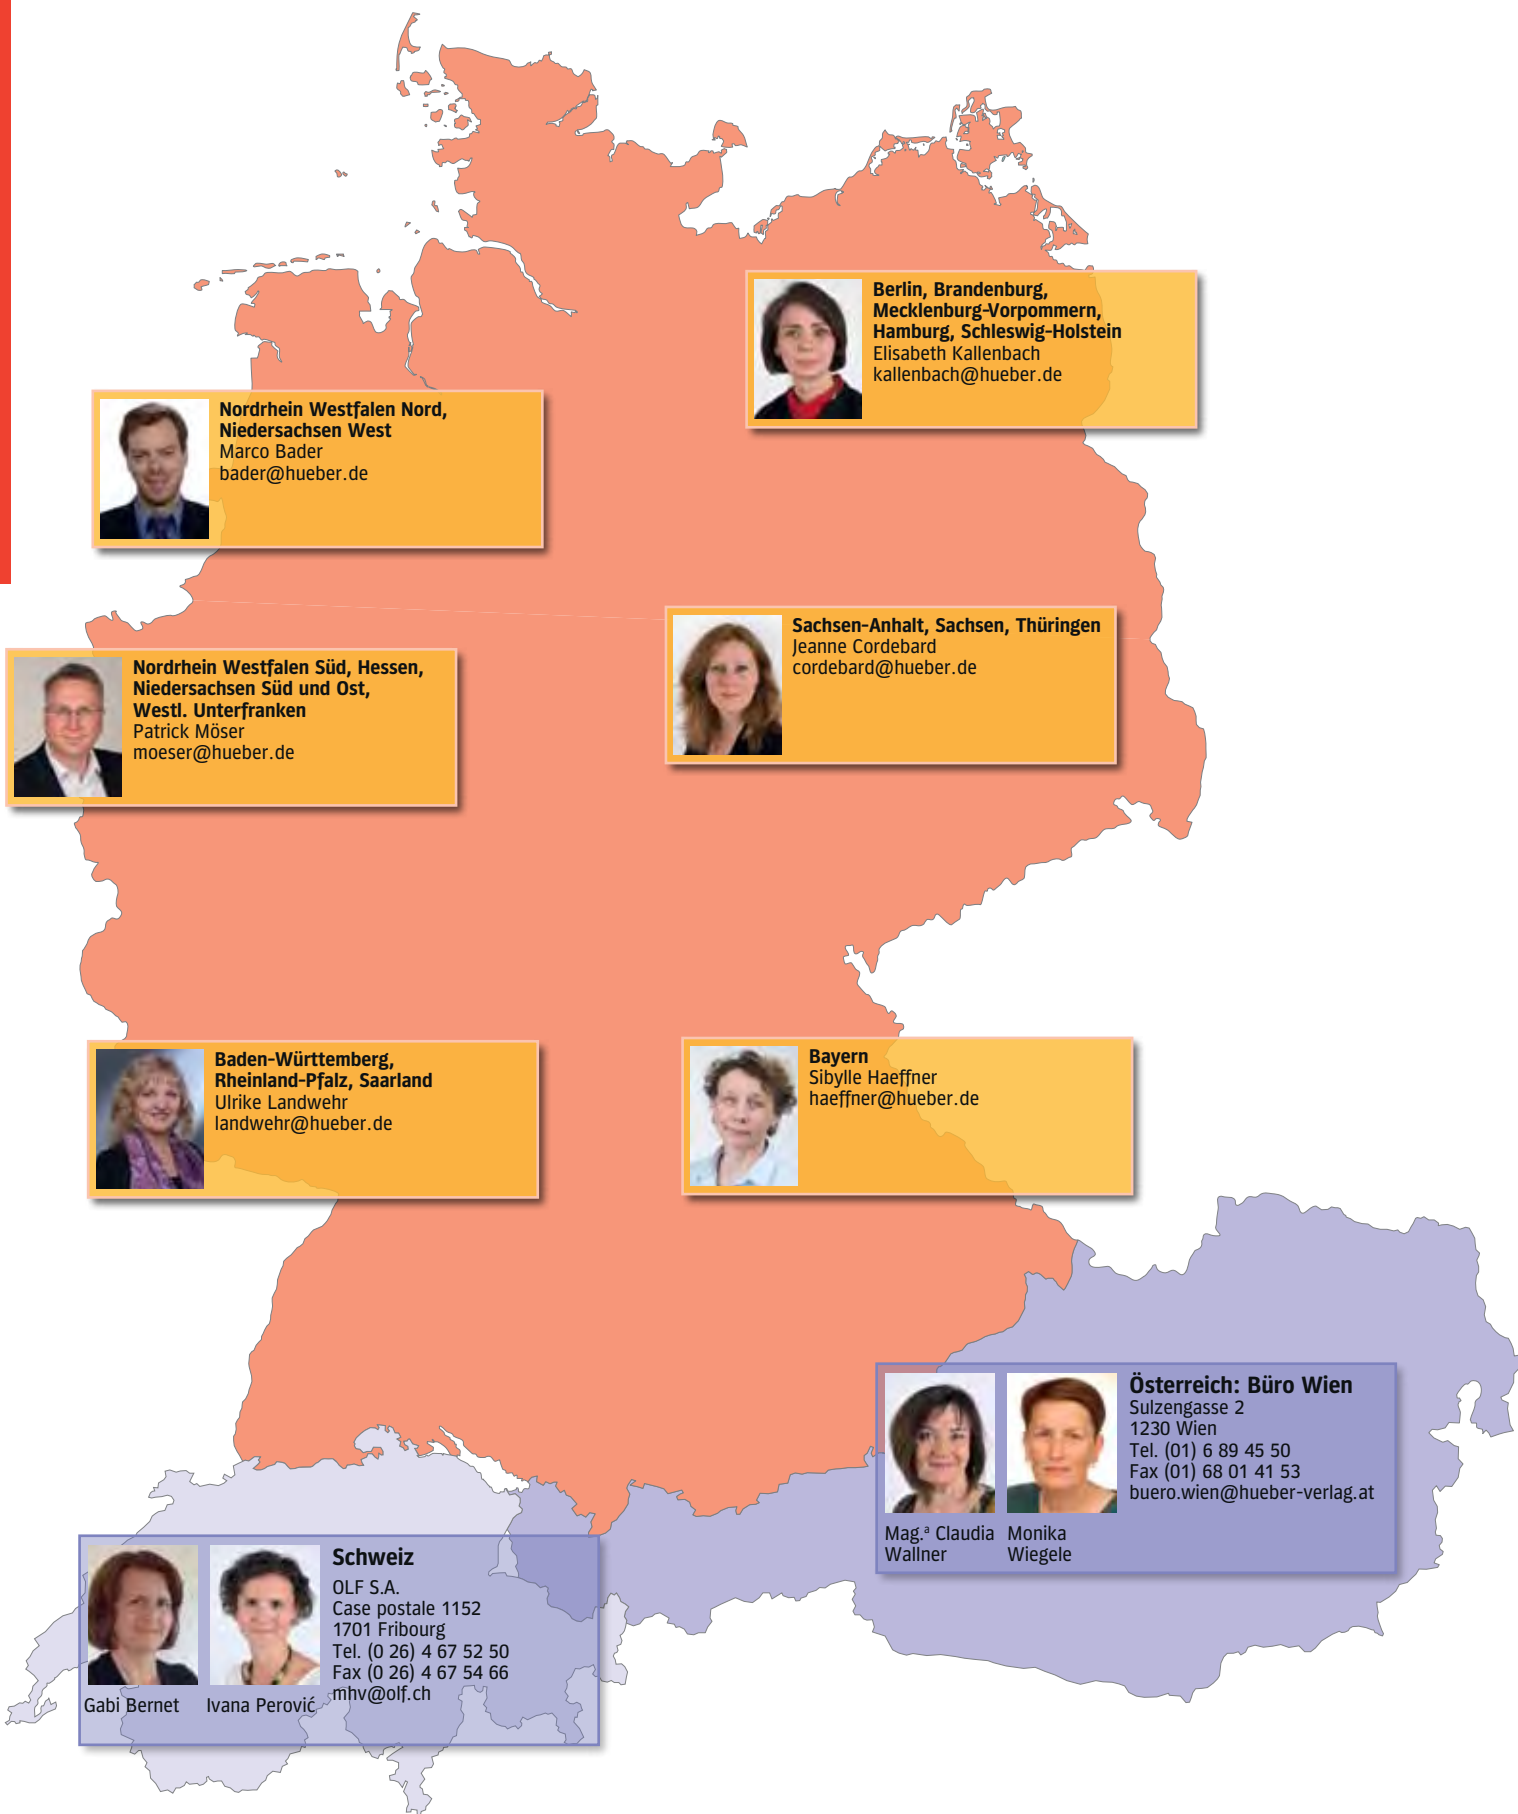 Berlin, Brandenburg,
Mecklenburg-Vorpommern,
Hamburg, Schleswig-Holstein
Elisabeth Kallenbach
kallenbach@hueber.de
Nordrhein Westfalen Nord,
Niedersachsen West
Marco Bader
bader@hueber.de
Sachsen-Anhalt, Sachsen, Thüringen
Jeanne Cordebard
cordebard@hueber.de
Nordrhein Westfalen Süd, Hessen,
Niedersachsen Süd und Ost,
Westl. Unterfranken
Patrick Möser
moeser@hueber.de
Baden-Württemberg,
Rheinland-Pfalz, Saarland
Ulrike Landwehr
landwehr@hueber.de
Bayern
Sibylle Haeffner
haeffner@hueber.de
Österreich: Büro Wien
Sulzengasse 2
1230 Wien
Tel. (01) 6 89 45 50
Fax (01) 68 01 41 53
buero.wien@hueber-verlag.at
Mag.ª Claudia
Wallner
Monika
Wiegele
Schweiz
OLF S.A.
Case postale 1152
1701 Fribourg
Tel. (0 26) 4 67 52 50
Fax (0 26) 4 67 54 66
mhv@olf.ch
Gabi Bernet
Ivana Perović